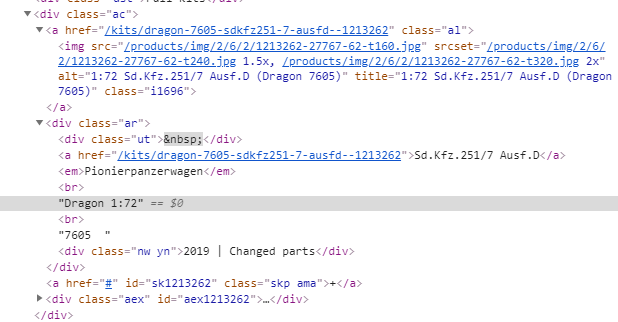 <div class="ac">
<a href="/kits/dragon-7605-sdkfz251-7-ausfd--1213262" class="al">
<img src="/products/img/2/6/2/1213262-27767-62-t160.jpg" srcset="/products/img/2/6/
2/1213262-27767-62-t240.jpg 1.5x, /products/img/2/6/2/1213262-27767-62-t320.jpg 2x"
alt="1:72 Sd.Kfz.251/7 Ausf.D (Dragon 7605)" title="1:72 Sd.Kfz.251/7 Ausf.D (Dragon
7605)" class="i1696">
</a>
<div class="ar">
<div class="ut">&nbsp;</div>
<a href="/kits/dragon-7605-sdkfz251-7-ausfd--1213262">Sd.Kfz.251/7 Ausf.D</a>
<em>Pionierpanzerwagen</em>
<br>
"Dragon 1:72" == $0
<br>
"7605  "
<div class="nw yn">2019 | Changed parts</div>
</div>
<a href="#" id="sk1213262" class="skp ama">+</a>
<div class="aex" id="aex1213262">…</div>
</div>